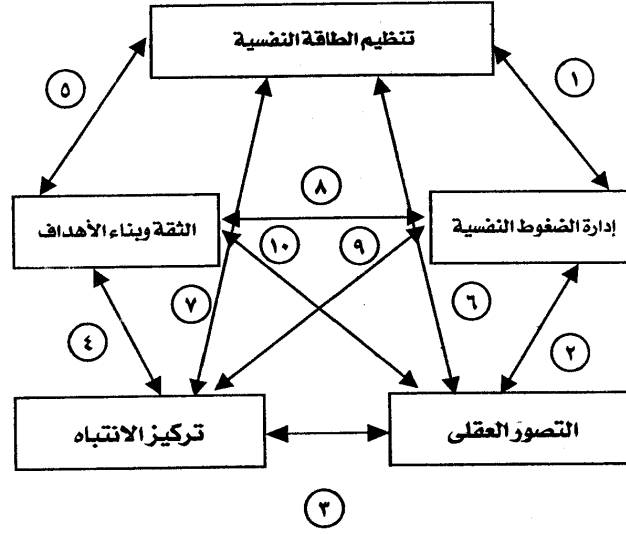 تنظيم الطاقة النفسية
٥
١
٨
الثقة وبناء الأهداف
إدارة الضغوط النفسية
١٠
٩
٧
٦
٤
٢
تركيز الانتباه
التصور العقلى
٣